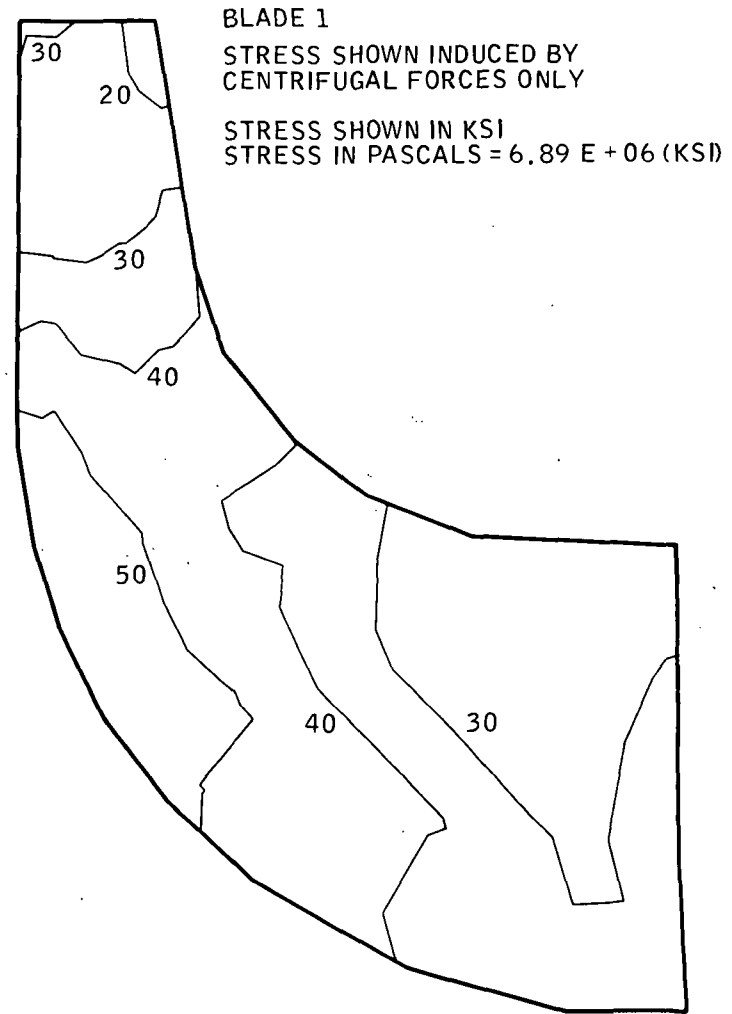 BLADE 1
STRESS SHOWN INDUCED BY
CENTRIFUGAL FORCES ONLY
STRESS SHOWN IN KSI
STRESS IN PASCALS = 6.89 E + 06 (KSI)
30
20
30
40
50
40
30